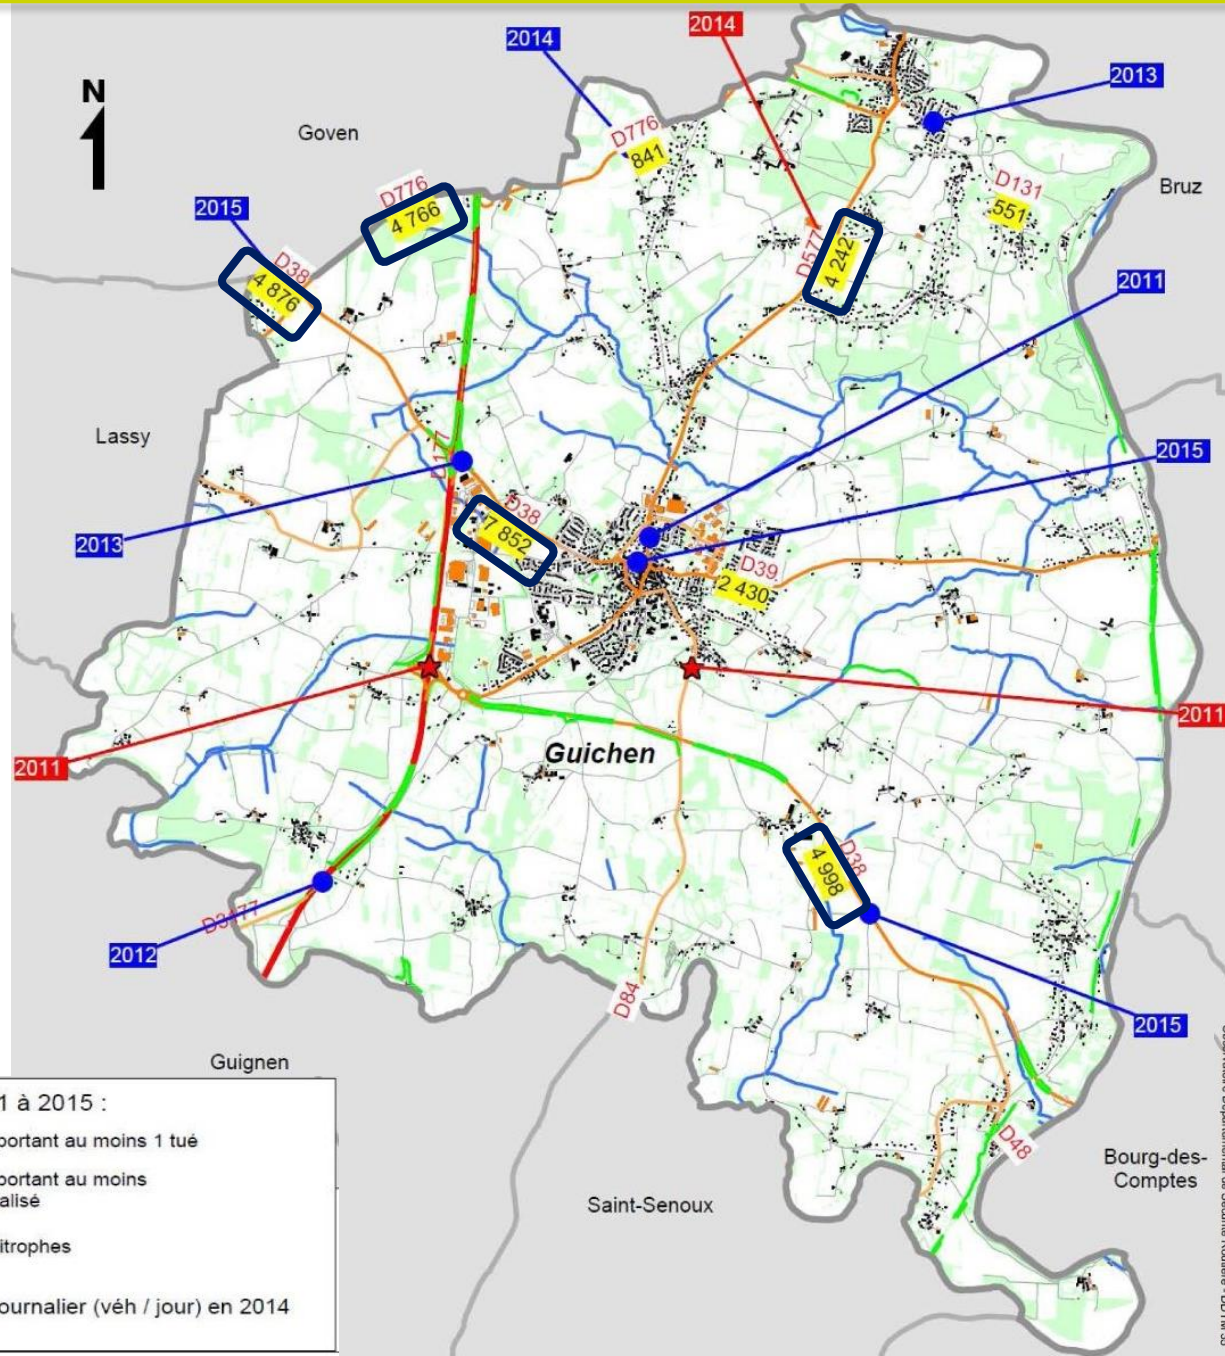 2014
2014
2013
N
Goven
D776
841
D776
4 766
D131
551
Bruz
2015
D38
4 876
D577
4 242
2011
Lassy
D177
2015
2013
D38
7 852
D39
2 430
2011
2011
Guichen
D38
4 998
D3177
2012
D84
2015
Guignen
1 à 2015 :
portant au moins 1 tué
portant au moins
alisé
itrophes
ournalier (véh / jour) en 2014
D48
Bourg-des-
Comptes
Saint-Senoux